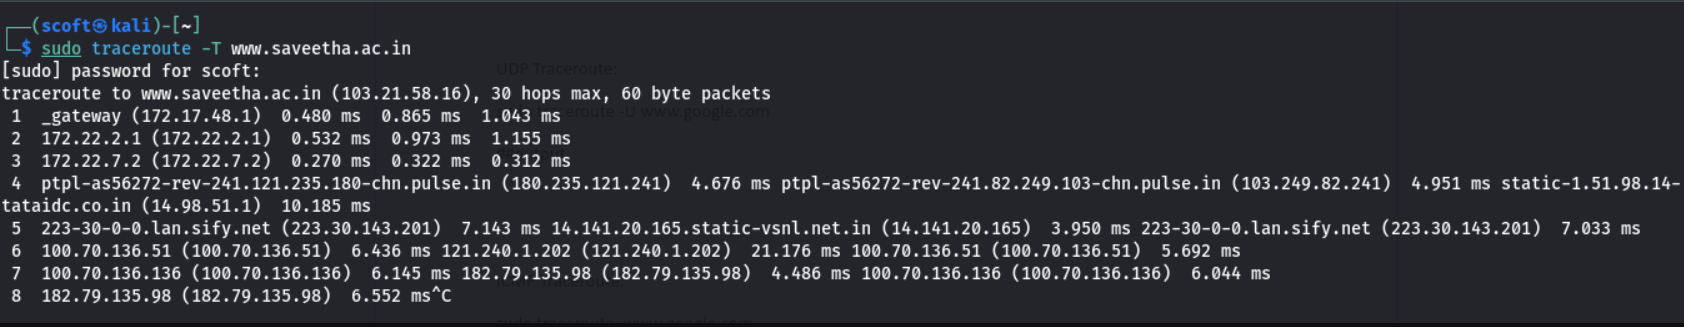 (scoft㉿kali)-[~]
$ sudo traceroute -T www.saveetha.ac.in
[sudo] password for scoft:
UDP Traceroute:
traceroute to www.saveetha.ac.in (103.21.58.16), 30 hops max, 60 byte packets
1 _gateway (172.17.48.1) 0.480 ms 0.865 ms 1.043 ms
-U www.google.com
2 172.22.2.1 (172.22.2.1) 0.532 ms 0.973 ms 1.155 ms
3 172.22.7.2 (172.22.7.2) 0.270 ms 0.322 ms 0.312 ms
4 ptpl-as56272-rev-241.121.235.180-chn.pulse.in (180.235.121.241) 4.676 ms ptpl-as56272-rev-241.82.249.103-chn.pulse.in (103.249.82.241) 4.951 ms static-1.51.98.14-
tataidc.co.in (14.98.51.1) 10.185 ms
5 223-30-0-0.lan.sify.net (223.30.143.201) 7.143 ms 14.141.20.165.static-vsnl.net.in (14.141.20.165) 3.950 ms 223-30-0-0.lan.sify.net (223.30.143.201) 7.033 ms
6 100.70.136.51 (100.70.136.51) 6.436 ms 121.240.1.202 (121.240.1.202) 21.176 ms 100.70.136.51 (100.70.136.51) 5.692 ms
7 100.70.136.136 (100.70.136.136) 6.145 ms 182.79.135.98 (182.79.135.98) 4.486 ms 100.70.136.136 (100.70.136.136) 6.044 ms
8 182.79.135.98 (182.79.135.98) 6.552 ms^C